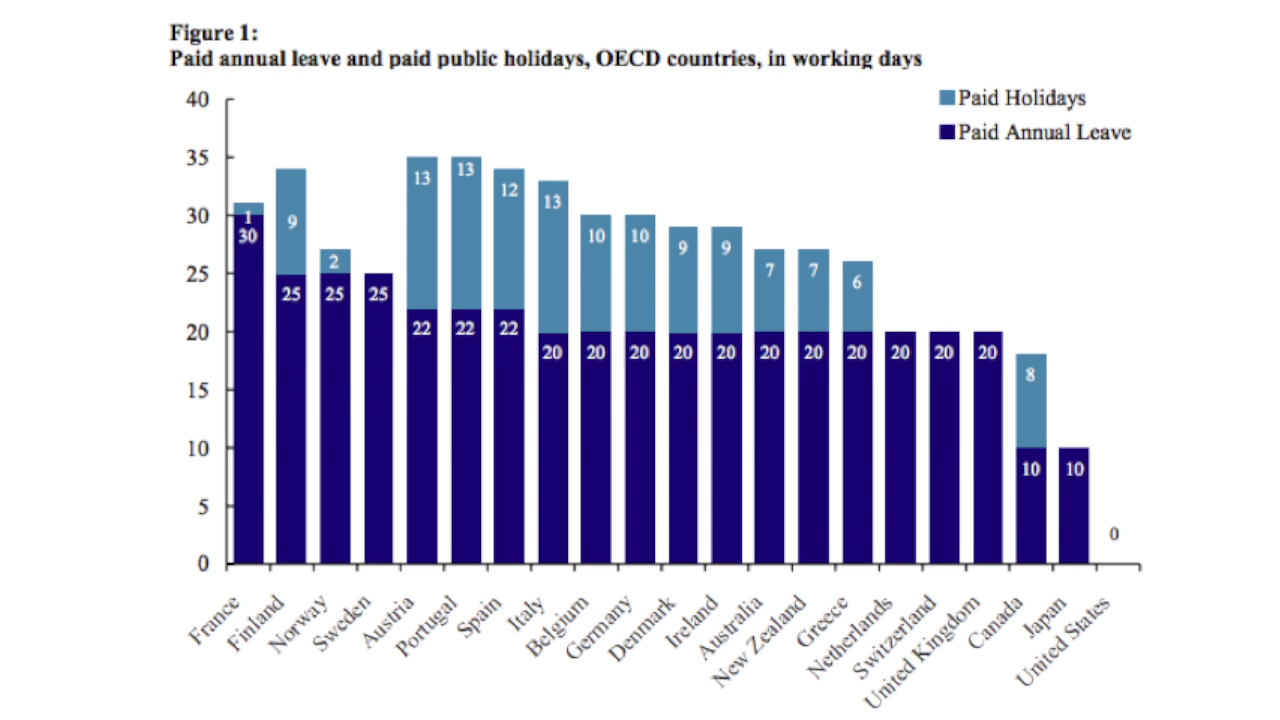 Figure 1:
Paid annual leave and paid public holidays, OECD countries, in working days
Paid Holidays
Paid Annual Leave
40
35
30
25
20
15
10
5
0
1
30
9
25
2
25
25
13
22
13
22
12
22
13
20
10
20
10
20
9
20
9
20
7
20
7
20
6
20
20
20
20
8
10
10
0
France
Finland
Norway
Sweden
Austria
Portugal
Spain
Italy
Belgium
Germany
Denmark
Ireland
Australia
New Zealand
Greece
Netherlands
Switzerland
United Kingdom
Canada
Japan
United States